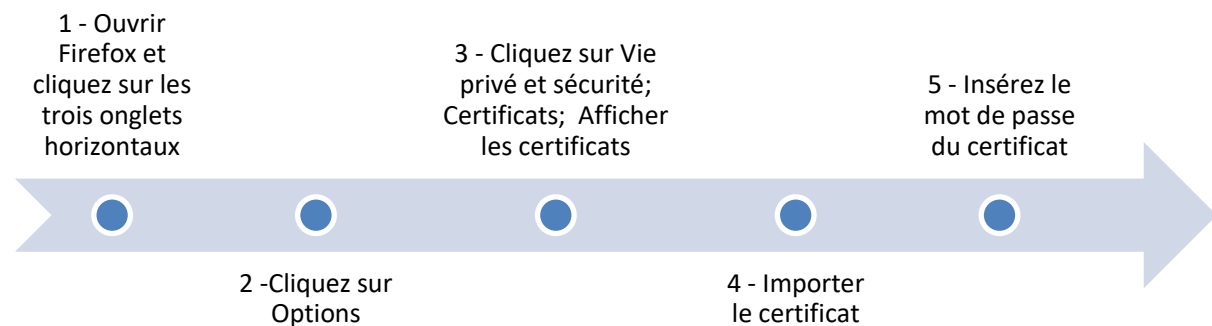 1 - Ouvrir
Firefox et
cliquez sur les
trois onglets
horizontaux
2 -Cliquez sur
Options
3 - Cliquez sur Vie
privé et sécurité;
Certificats; Afficher
les certificats
4 - Importer
le certificat
5 - Insérez le
mot de passe
du certificat